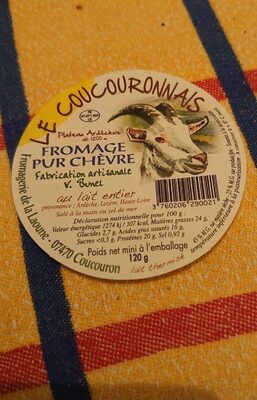 LE COUCOURONNAIS
Plateau Ardèchois
alt. 1200 m
FROMAGE
PUR CHÈVRE
Fabrication artisanale
V. Bunel
au lait entier
provenance : Ardèche, Lozère, Haute-Loire
Salé à la main au sel de mer
Déclaration nutritionnelle pour 100 g :
Valeur énergétique 1274 kj / 307 kcal, Matières grasses 24 g,
Glucides 2,7 g, Acides gras saturés 16 g,
Sucres <0,5 g, Protéines 20 g, Sel 0,92 g
Poids net mini à l'emballage
120 g
lait thermisé
Fromagerie de la Laoune - 07470 Coucouron
3 760206 290021